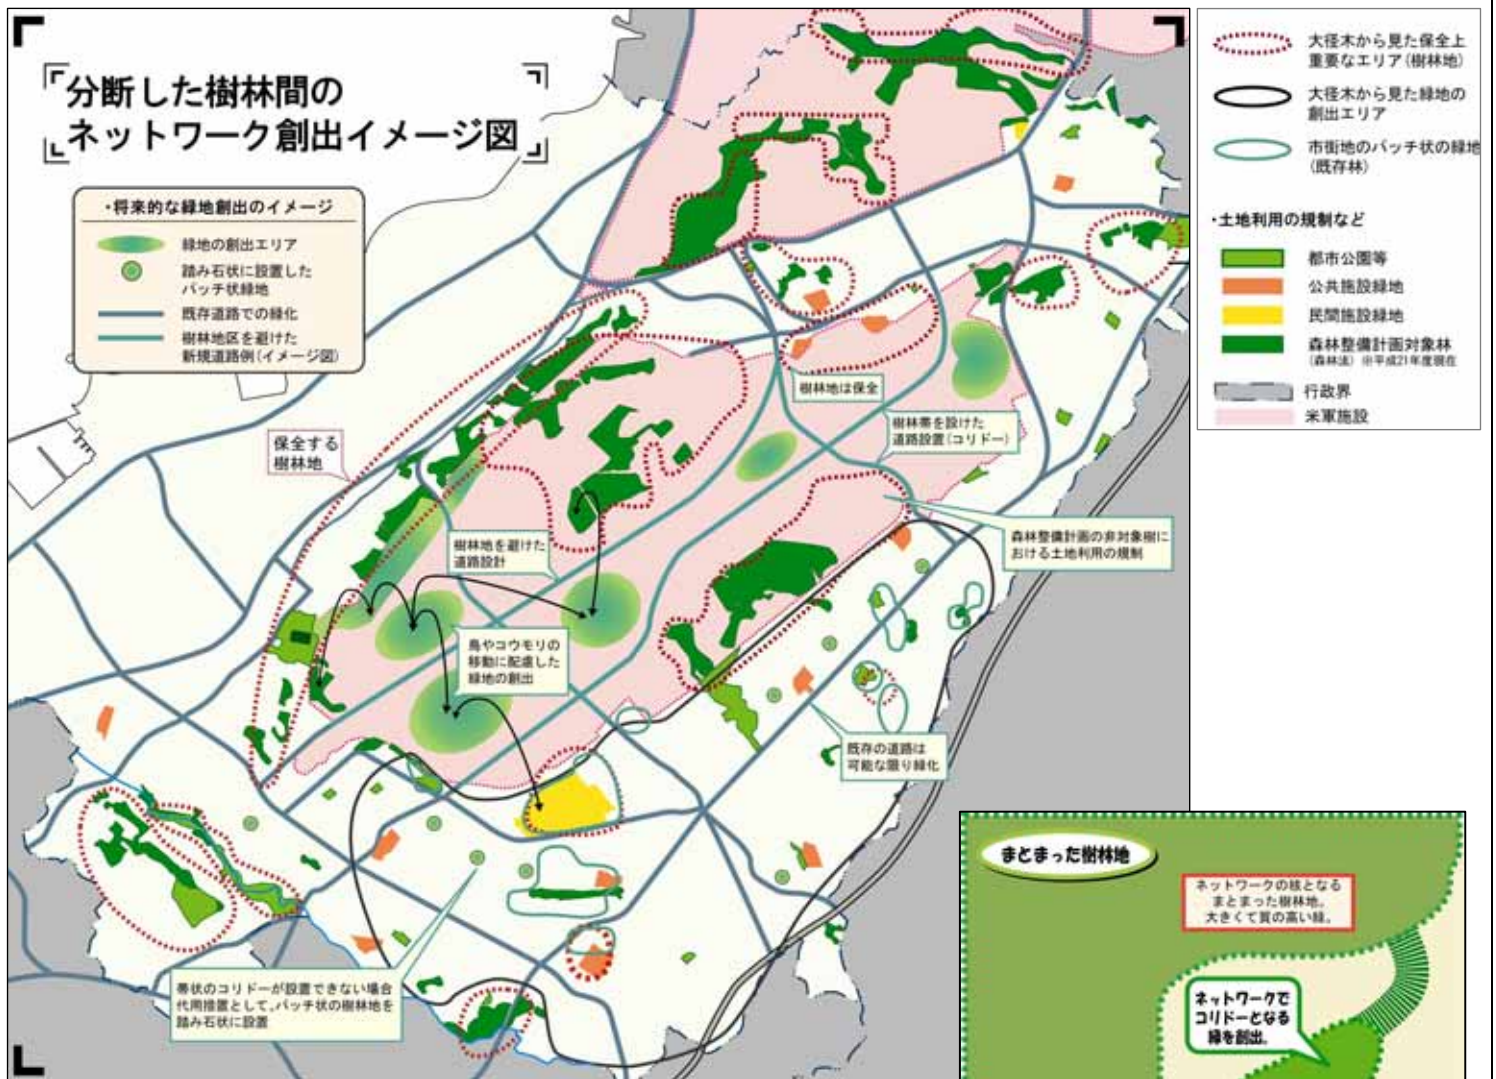 分断した樹林間の
ネットワーク創出イメージ図
・将来的な緑地創出のイメージ
緑地の創出エリア
踏み石状に設置した
パッチ状緑地
既存道路での緑化
樹林地区を避けた
新規道路例(イメージ図)
保全する
樹林地
樹林地は保全
樹林帯を設けた
道路設置(コリドー)
樹林地を避けた
道路設計
森林整備計画の非対象樹に
おける土地利用の規制
鳥やコウモリの
移動に配慮した
緑地の創出
既存の道路は
可能な限り緑化
帯状のコリドーが設置できない場合
代用措置として、パッチ状の樹林地を
踏み石状に設置
大径木から見た保全上
重要なエリア(樹林地)
大径木から見た緑地の
創出エリア
市街地のパッチ状の緑地
(既存林)
・土地利用の規制など
都市公園等
公共施設緑地
民間施設緑地
森林整備計画対象林
(森林法) ※平成21年度現在
行政界
米軍施設
まとまった樹林地
ネットワークの核となる
まとまった樹林地。
大きくて質の高い緑。
ネットワークで
コリドーとなる
緑を創出。